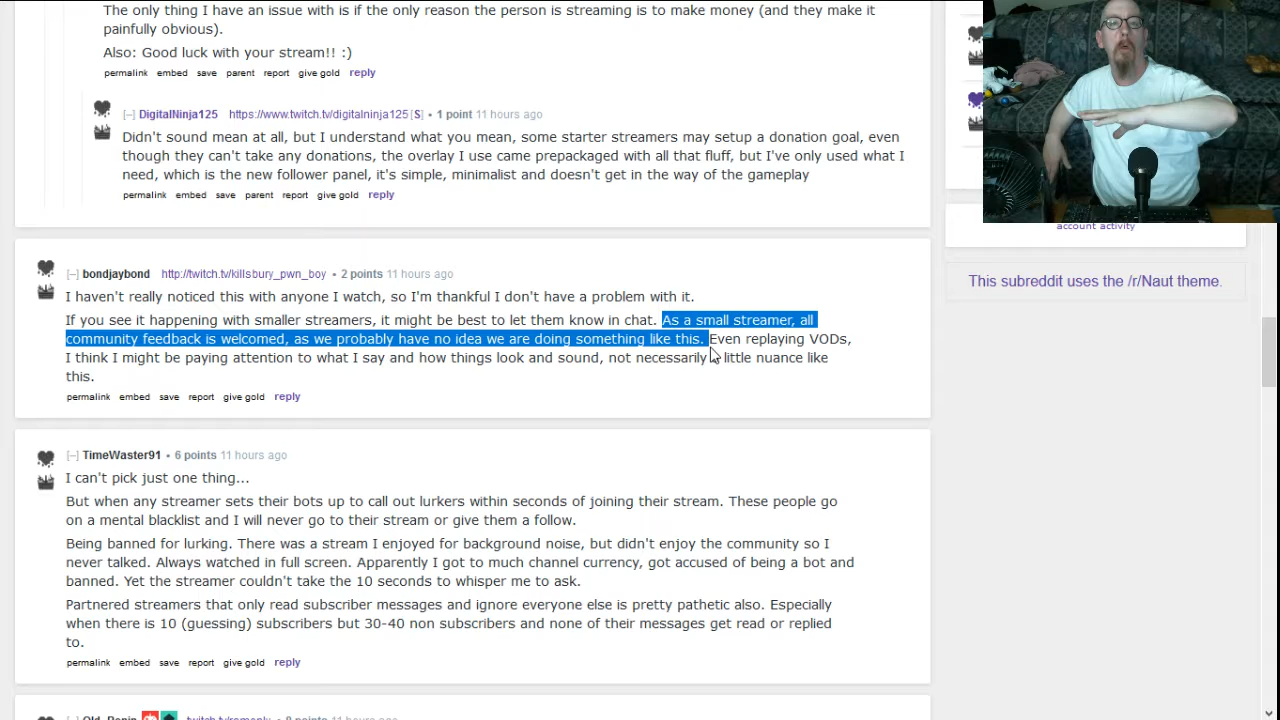 The only thing I have an issue with is if the only reason the person is streaming is to make money (and they make it
painfully obvious).
Also: Good luck with your stream!! :)
permalink embed save parent report give gold reply
[–] DigitalNinja125 https://www.twitch.tv/digitalninja125 [S] • 1 point 11 hours ago
Didn't sound mean at all, but I understand what you mean, some starter streamers may setup a donation goal, even
though they can't take any donations, the overlay I use came prepackaged with all that fluff, but I've only used what I
need, which is the new follower panel, it's simple, minimalist and doesn't get in the way of the gameplay
permalink embed save parent report give gold reply
[–] bondjaybond http://twitch.tv/killsbury_pwn_boy • 2 points 11 hours ago
I haven't really noticed this with anyone I watch, so I'm thankful I don't have a problem with it.
If you see it happening with smaller streamers, it might be best to let them know in chat. As a small streamer, all
community feedback is welcomed, as we probably have no idea we are doing something like this. Even replaying VODs,
I think I might be paying attention to what I say and how things look and sound, not necessarily a little nuance like
this.
permalink embed save report give gold reply
[–] TimeWaster91 • 6 points 11 hours ago
I can't pick just one thing...
But when any streamer sets their bots up to call out lurkers within seconds of joining their stream. These people go
on a mental blacklist and I will never go to their stream or give them a follow.
Being banned for lurking. There was a stream I enjoyed for background noise, but didn't enjoy the community so I
never talked. Always watched in full screen. Apparently I got to much channel currency, got accused of being a bot and
banned. Yet the streamer couldn't take the 10 seconds to whisper me to ask.
Partnered streamers that only read subscriber messages and ignore everyone else is pretty pathetic also. Especially
when there is 10 (guessing) subscribers but 30-40 non subscribers and none of their messages get read or replied
to.
permalink embed save report give gold reply
account activity
This subreddit uses the /r/Naut theme.